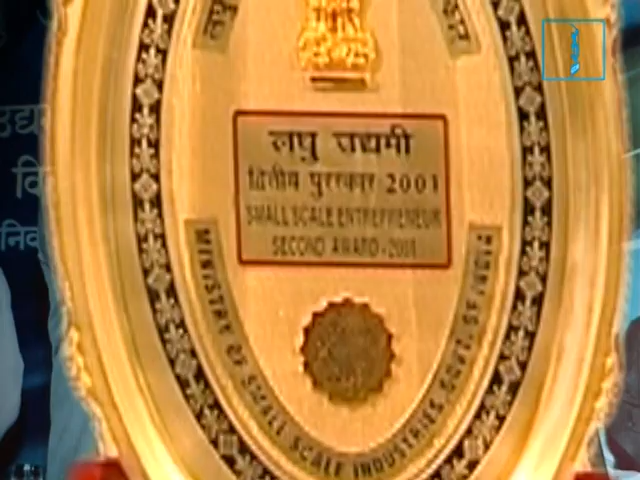 लघु
लघु उद्यमी
द्वितीय पुरस्कार 2001
SMALL SCALE ENTREPRENEUR
SECOND AWARD-2001
MINISTRY OF SMALL SCALE INDUSTRIES GOVT. OF INDIA